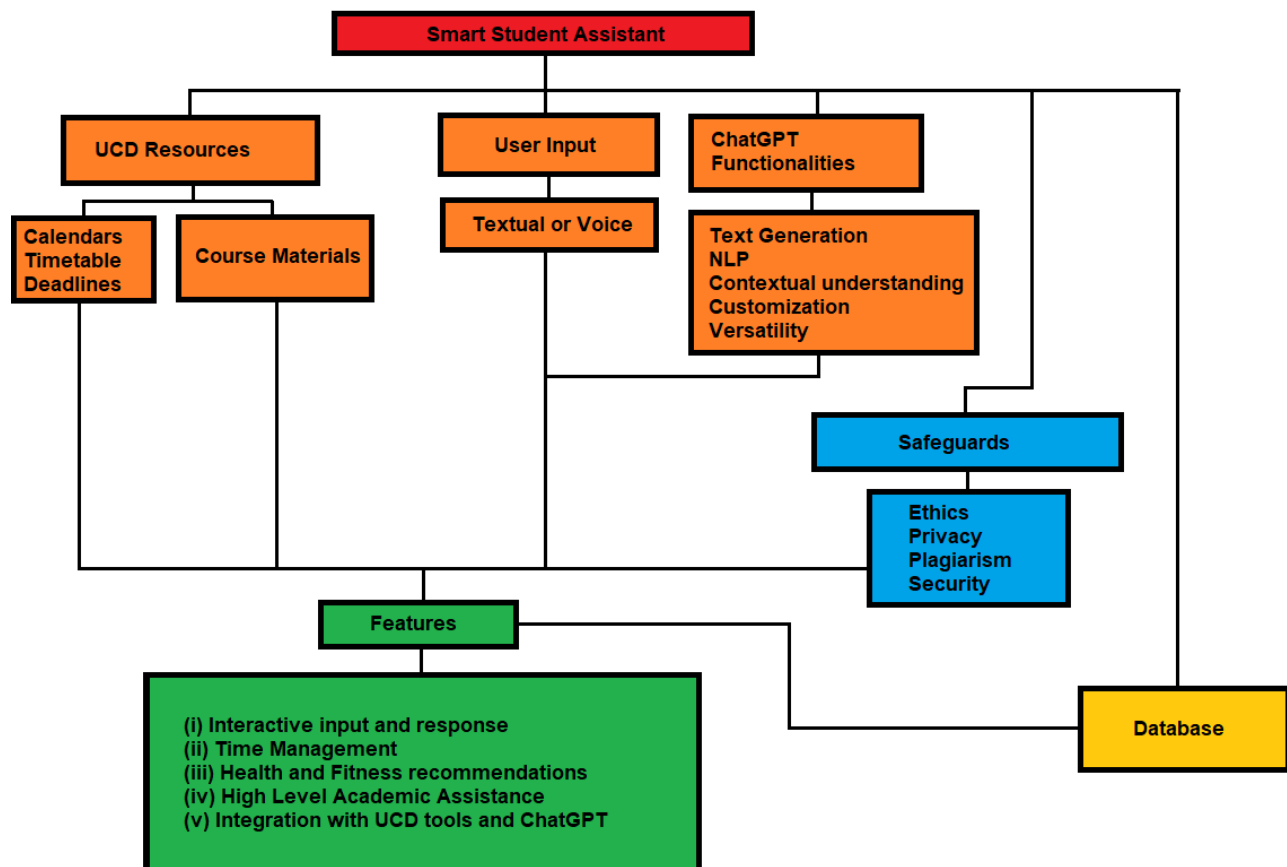 Smart Student Assistant
UCD Resources
User Input
ChatGPT
Functionalities
Calendars
Timetable
Deadlines
Course Materials
Textual or Voice
Text Generation
NLP
Contextual understanding
Customization
Versatility
Safeguards
Ethics
Privacy
Plagiarism
Security
Features
(i) Interactive input and response
(ii) Time Management
(iii) Health and Fitness recommendations
(iv) High Level Academic Assistance
(v) Integration with UCD tools and ChatGPT
Database